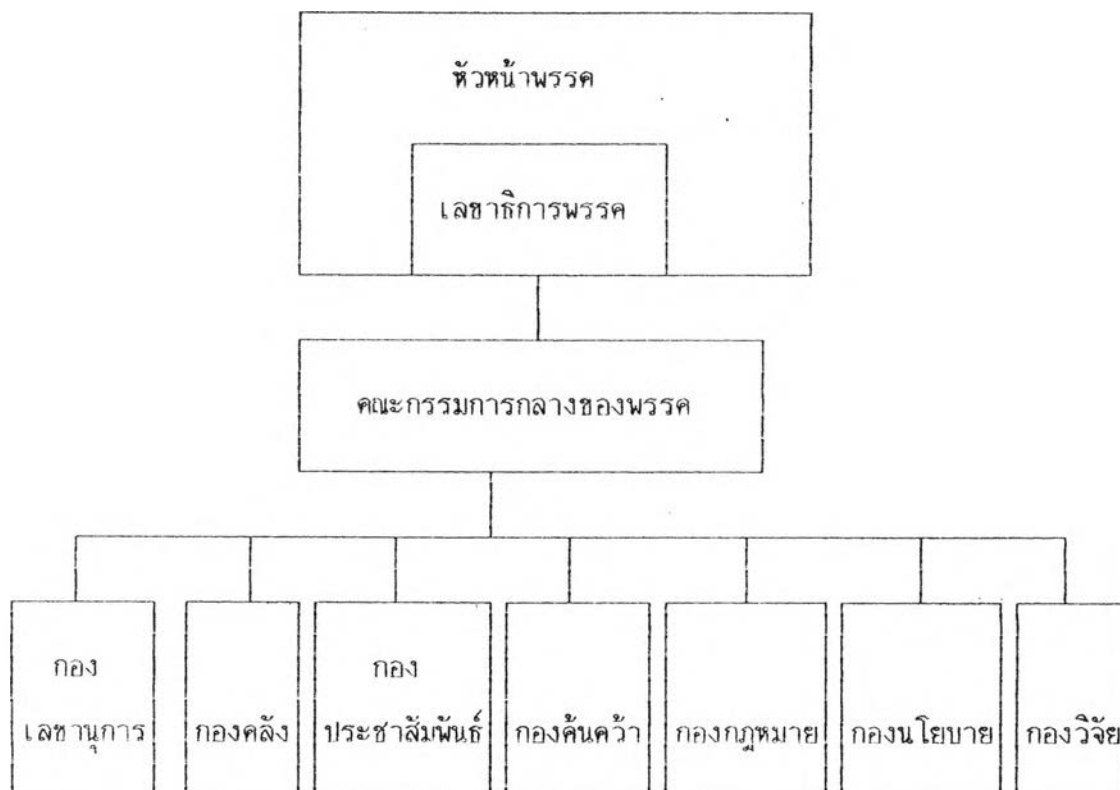 หัวหน้าพรรค
เลขาธิการพรรค
คณะกรรมการกลางของพรรค
กอง
เลขานุการ
กองคลัง
กอง
ประชาสัมพันธ์
กองค้นคว้า
กองกฎหมาย
กองนโยบาย
กองวิจัย